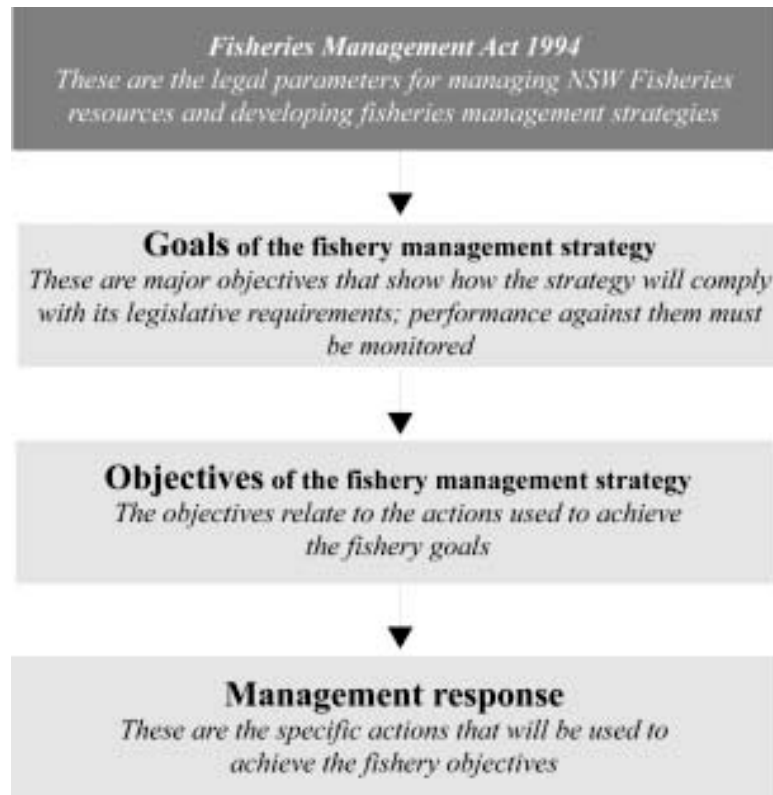 Fisheries Management Act 1994
These are the legal parameters for managing NSW Fisheries
resources and developing fisheries management strategies
Goals of the fishery management strategy
These are major objectives that show how the strategy will comply
with its legislative requirements; performance against them must
be monitored
Objectives of the fishery management strategy
The objectives relate to the actions used to achieve
the fishery goals
Management response
These are the specific actions that will be used to
achieve the fishery objectives